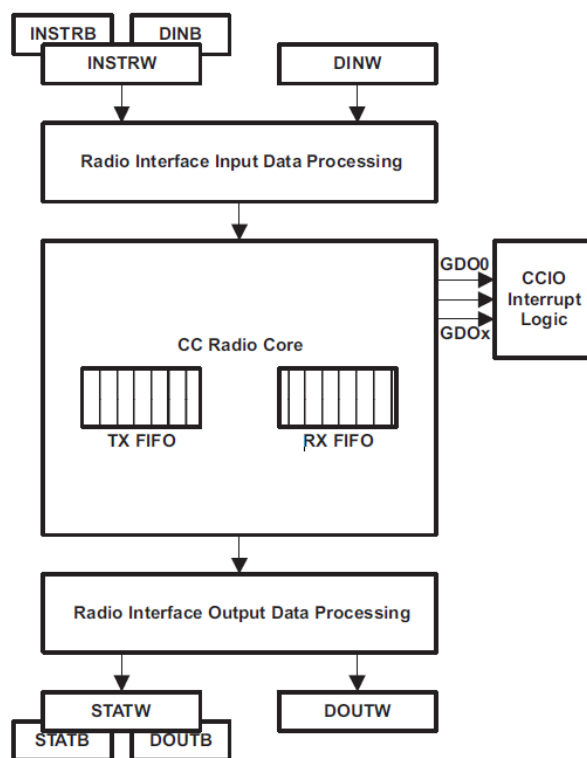 INSTRB DINB
INSTRW DINW
Radio Interface Input Data Processing
GDO0
CCIO
Interrupt
Logic
GDOx
CC Radio Core
TX FIFO RX FIFO
Radio Interface Output Data Processing
STATW DOUTW
STATB DOUTB